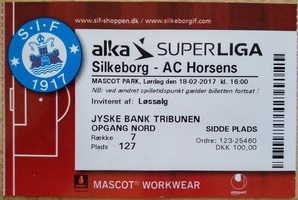 www.sif-shoppen.dk / www.silkeborgif.com
S.I.F
1917
alka SUPERLIGA
Silkeborg - AC Horsens
MASCOT PARK, Lørdag den 18-02-2017 kl. 16:00
NB: ved ændret spilletidspunkt gælder billetten fortsat !
Inviteret af: Løssalg
JYSKE BANK TRIBUNEN
OPGANG NORD SIDDE PLADS
Række 7
Plads 127
Ordre: 123-25460
DKK 100,00
MASCOT® WORKWEAR
uhlsport